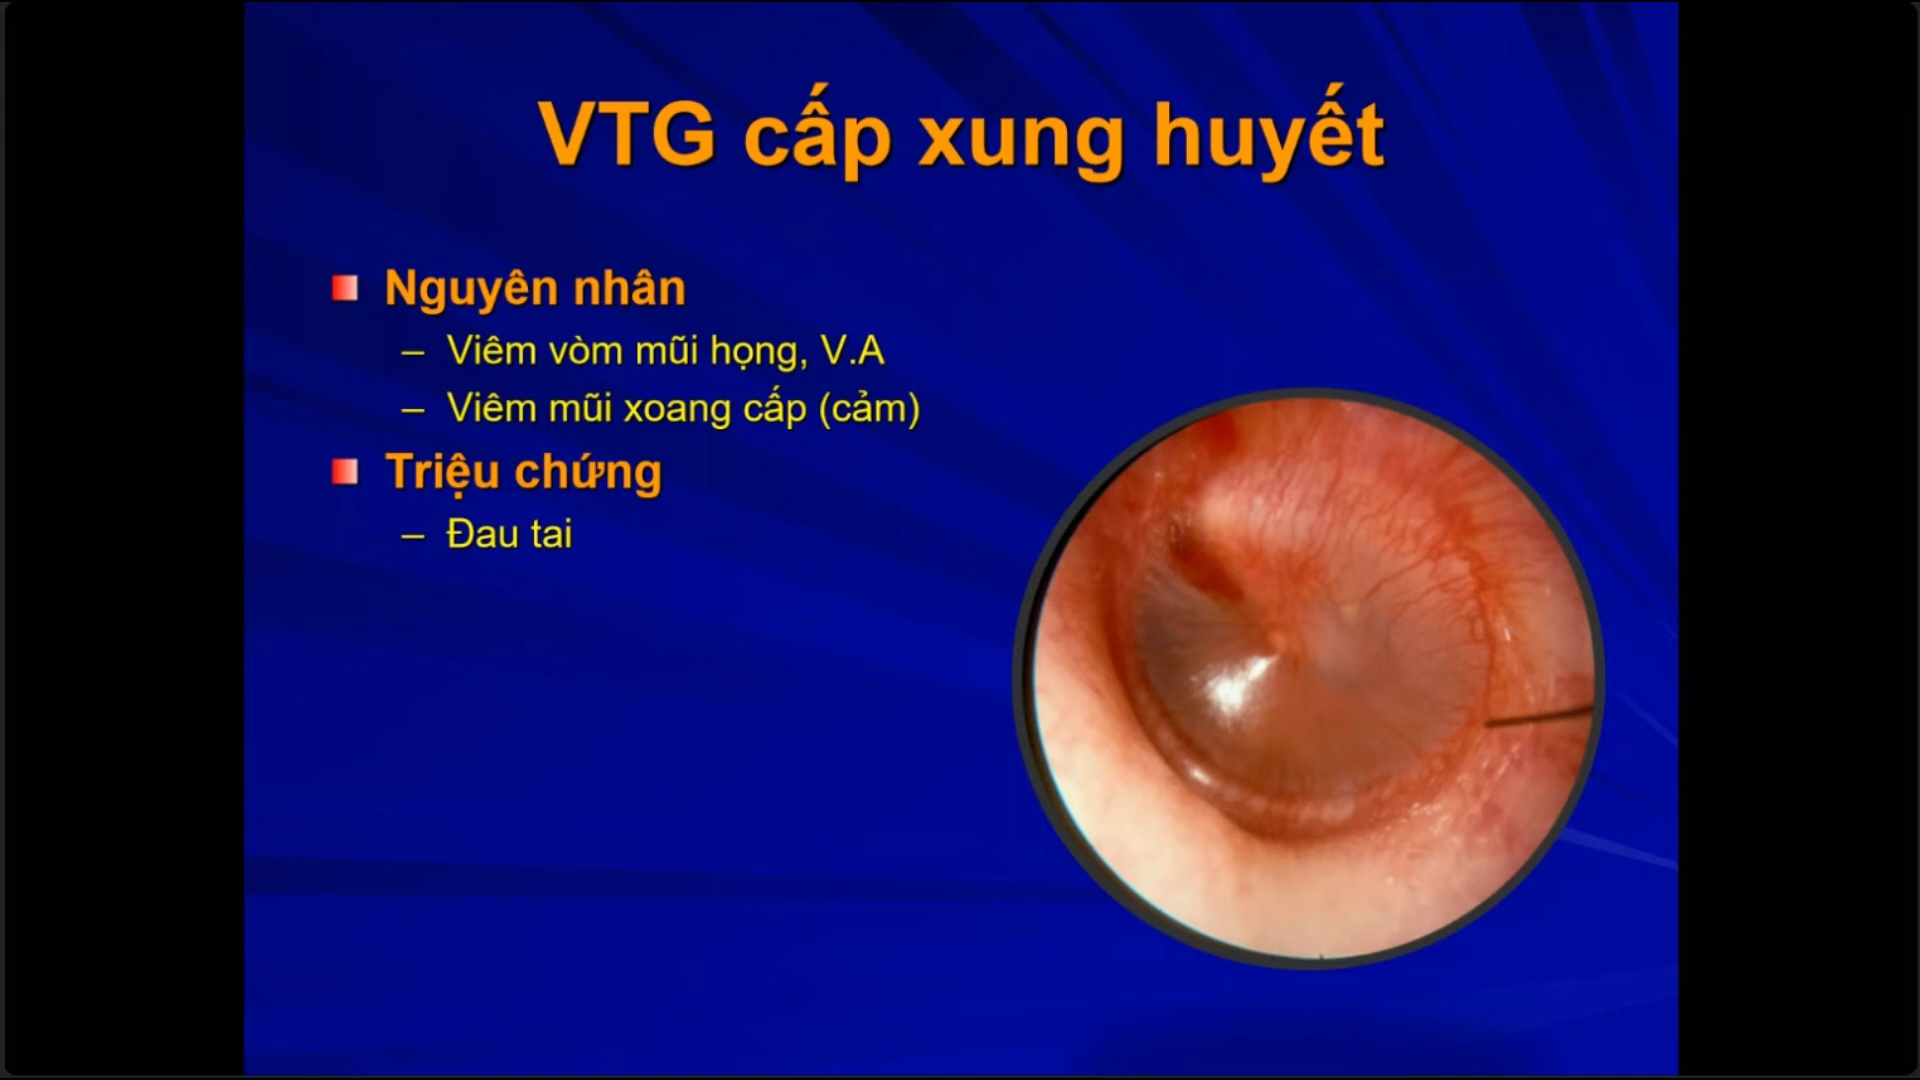 VTG cấp xung huyết
Nguyên nhân
– Viêm vòm mũi họng, V.A
– Viêm mũi xoang cấp (cảm)
Triệu chứng
– Đau tai